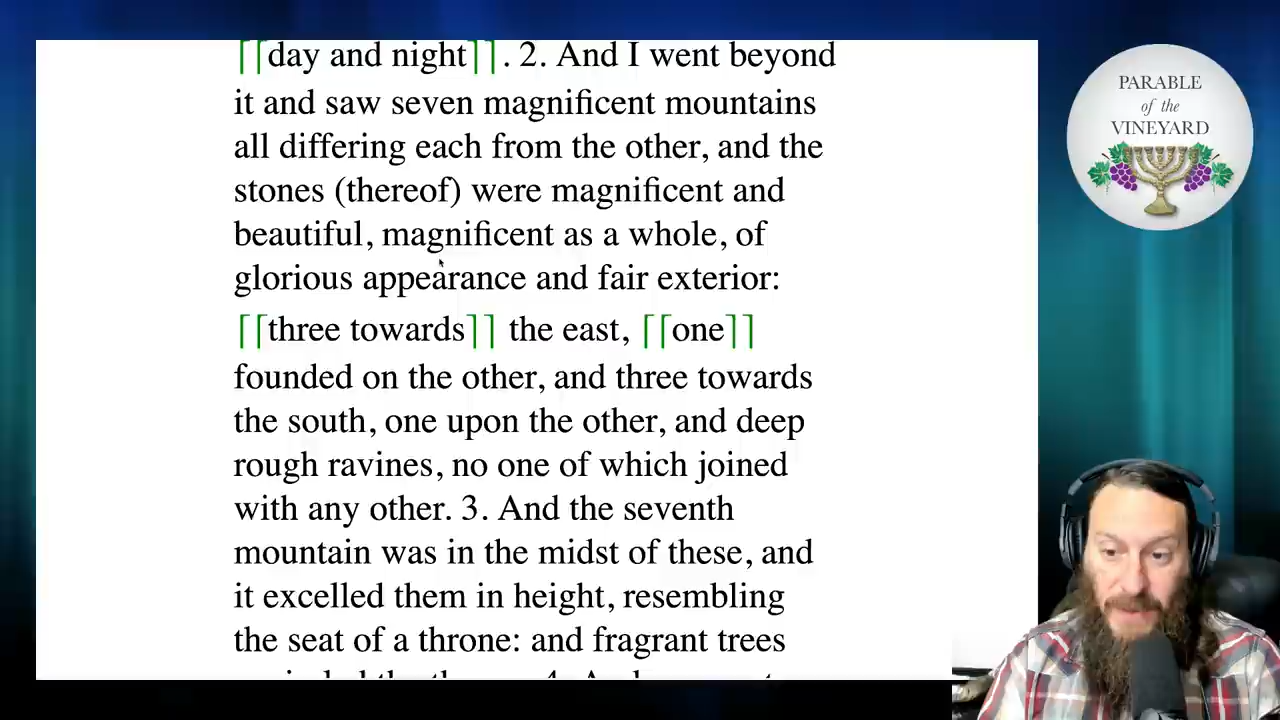 ⟦day and night⟧. 2. And I went beyond
it and saw seven magnificent mountains
all differing each from the other, and the
stones (thereof) were magnificent and
beautiful, magnificent as a whole, of
glorious appearance and fair exterior:
⟦three towards⟧ the east, ⟦one⟧
founded on the other, and three towards
the south, one upon the other, and deep
rough ravines, no one of which joined
with any other. 3. And the seventh
mountain was in the midst of these, and
it excelled them in height, resembling
the seat of a throne: and fragrant trees
PARABLE
of the
VINEYARD